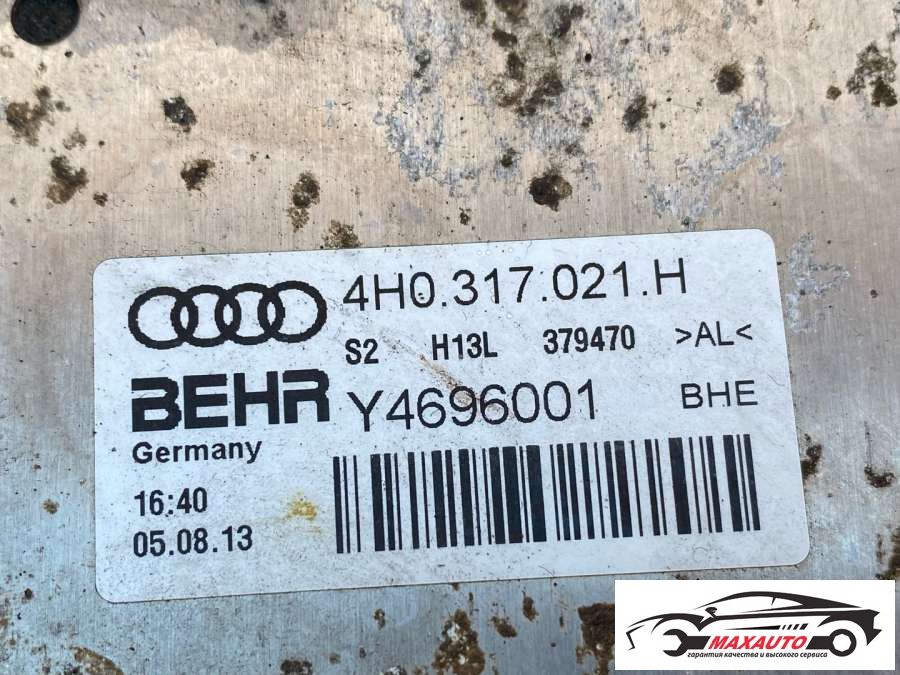 4H0.317.021.H
S2 H13L 379470 >AL<
BEHR Y4696001 BHE
Germany
16:40
05.08.13
MAXAUTO
гарантия качества и высокого сервиса